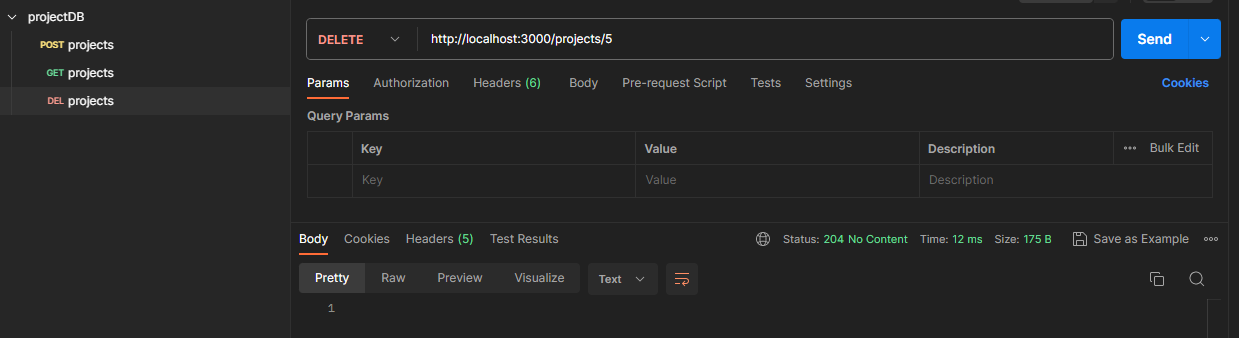 projectDB
POST projects
GET projects
DEL projects
DELETE http://localhost:3000/projects/5 Send
Params Authorization Headers (6) Body Pre-request Script Tests Settings Cookies
Query Params
Key Value Description Bulk Edit
Key Value Description
Body Cookies Headers (5) Test Results Status: 204 No Content Time: 12 ms Size: 175 B Save as Example
Pretty Raw Preview Visualize Text
1